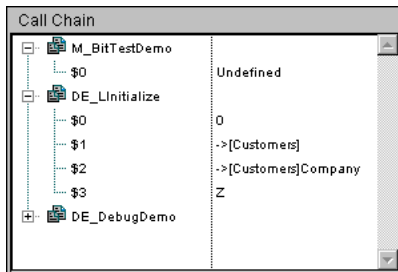 Call Chain
M_BitTestDemo
$0 Undefined
DE_LInitialize
$0 0
$1 ->[Customers]
$2 ->[Customers]Company
$3 Z
DE_DebugDemo